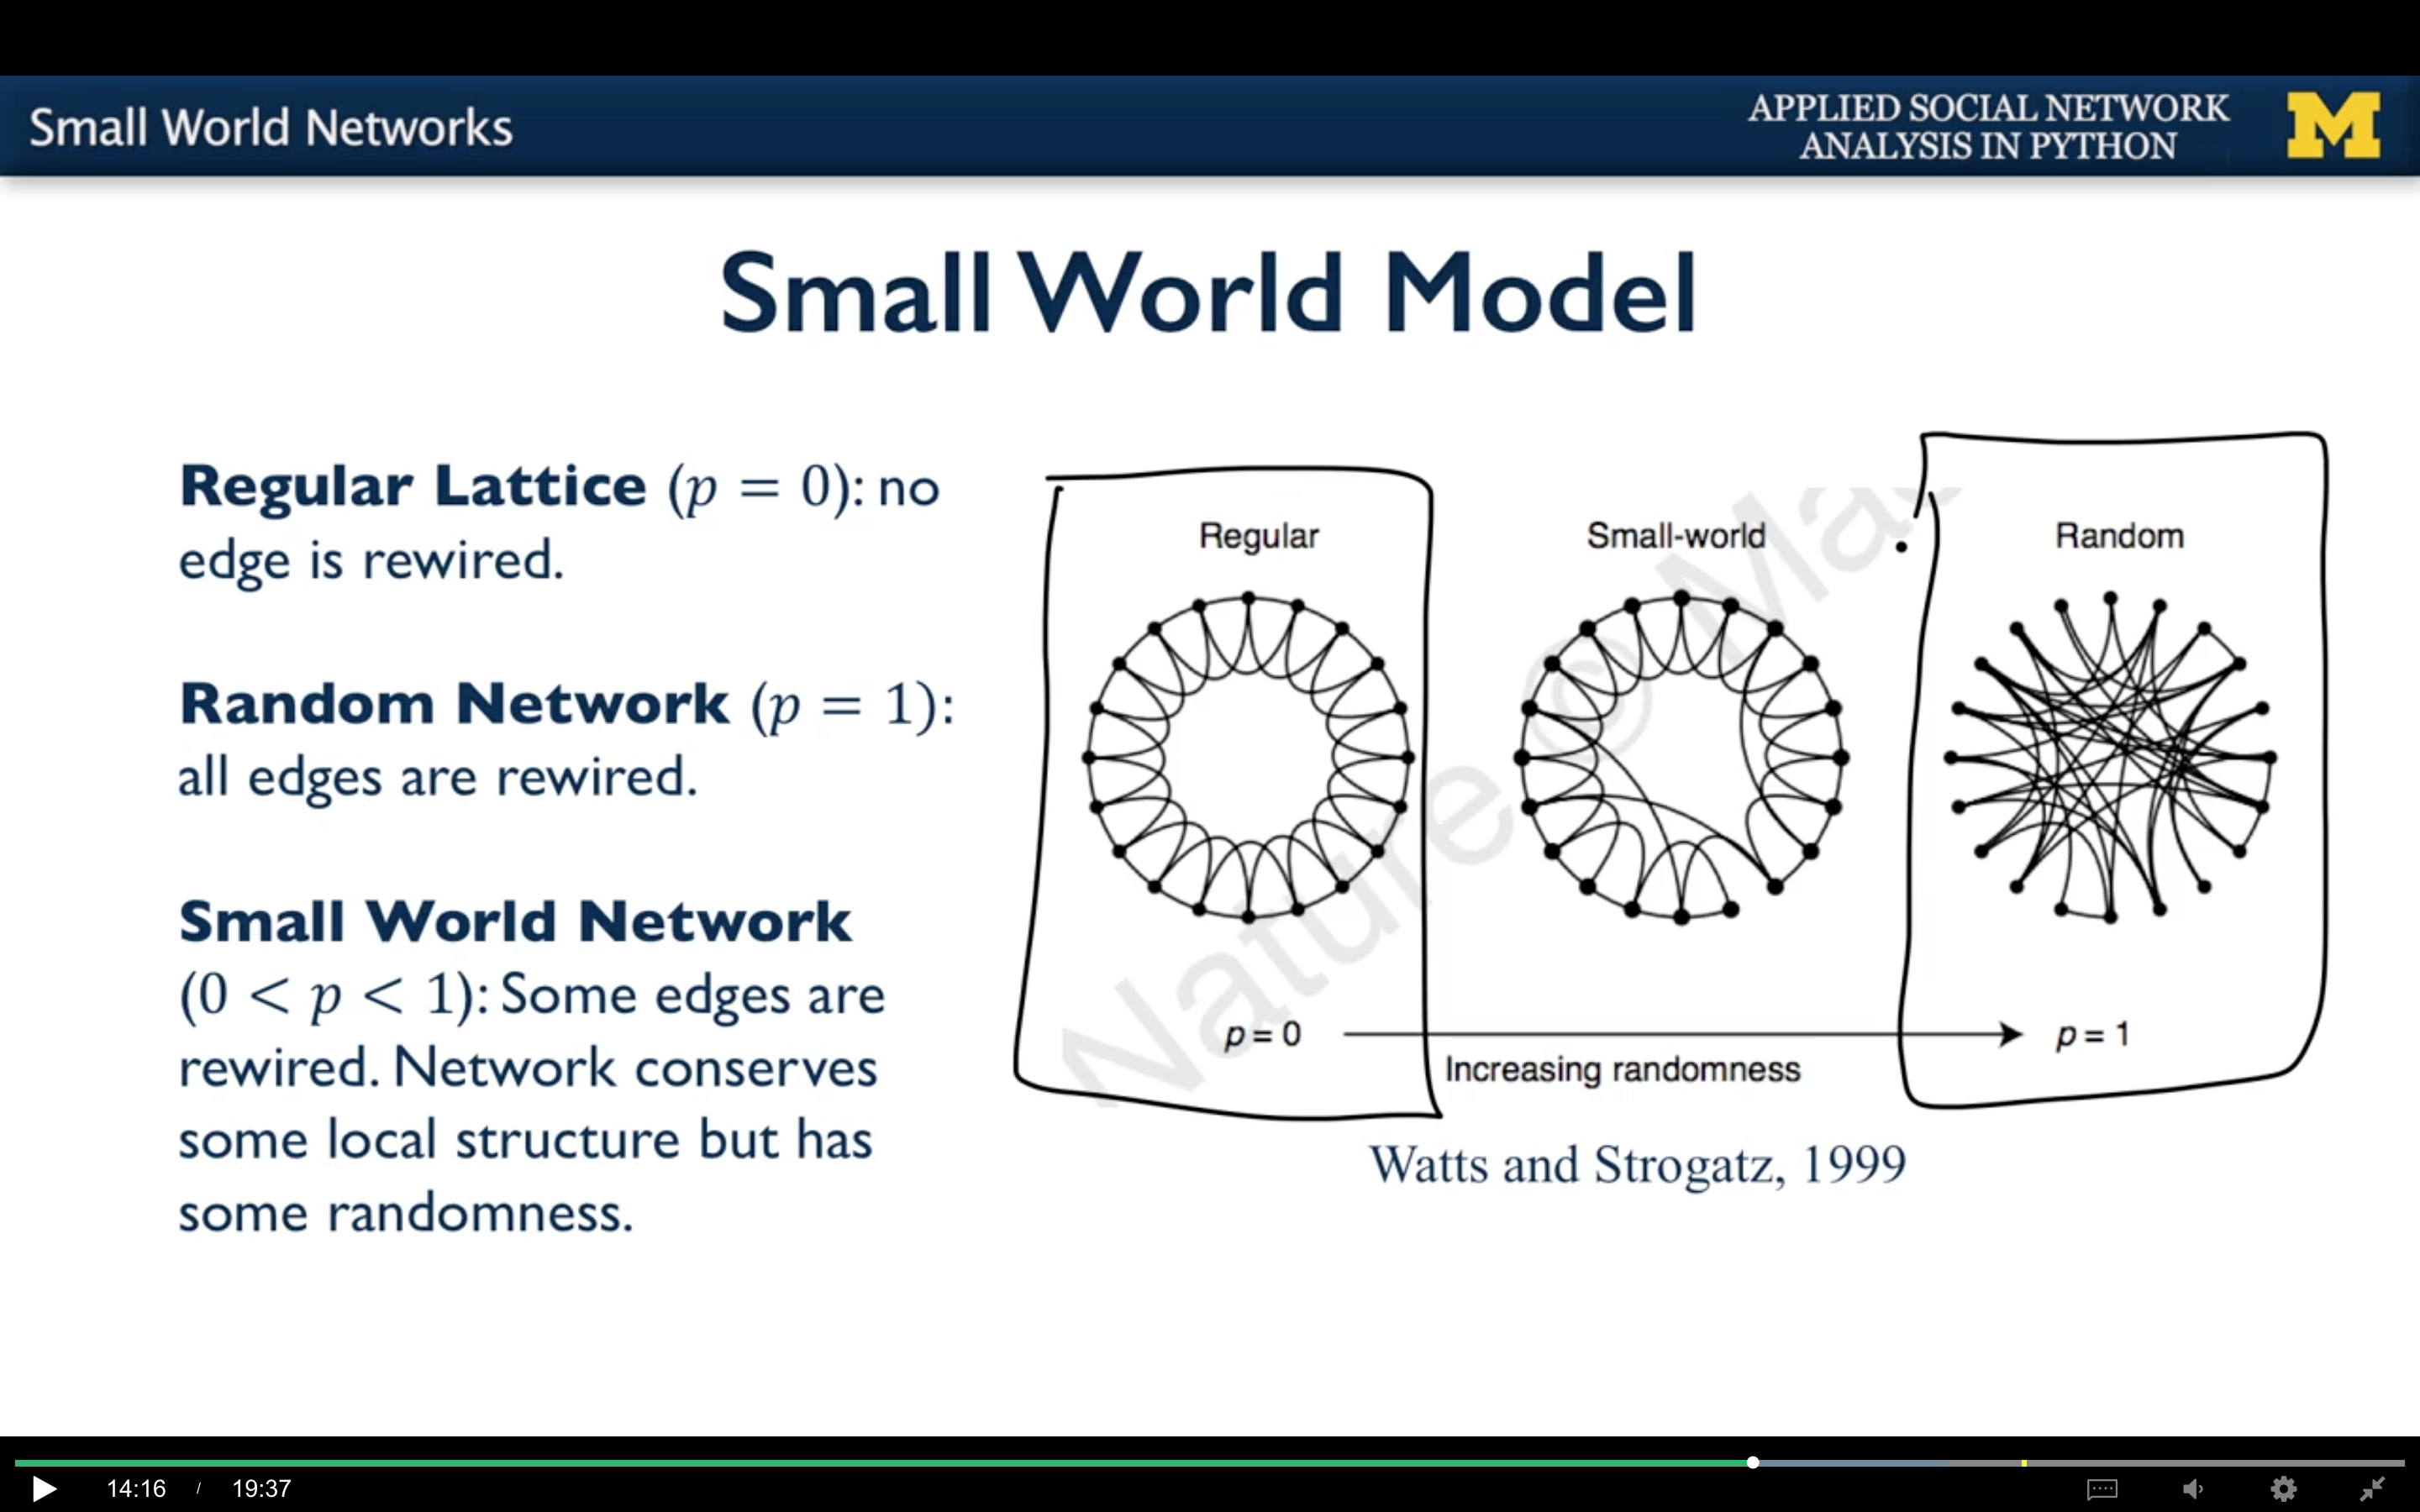 Small World Networks
APPLIED SOCIAL NETWORK
ANALYSIS IN PYTHON
M
Small World Model
Regular Lattice (p = 0): no
edge is rewired.
Random Network (p = 1):
all edges are rewired.
Small World Network
(0 < p < 1): Some edges are
rewired. Network conserves
some local structure but has
some randomness.
Regular
Small-world
Random
Nature © Ma
p = 0
p = 1
Increasing randomness
Watts and Strogatz, 1999
14:16 / 19:37